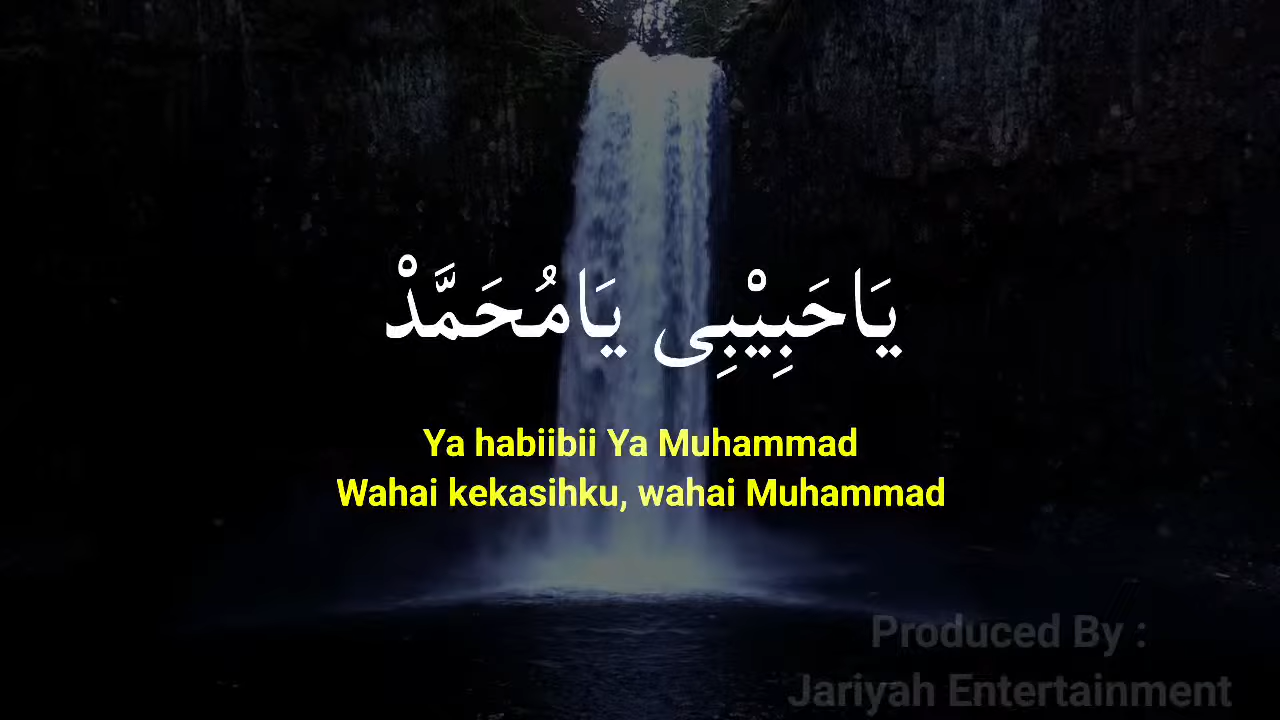 يَاحَبِيْبِى يَامُحَمَّدْ
Ya habiibii Ya Muhammad
Wahai kekasihku, wahai Muhammad
Produced By :
Jariyah Entertainment